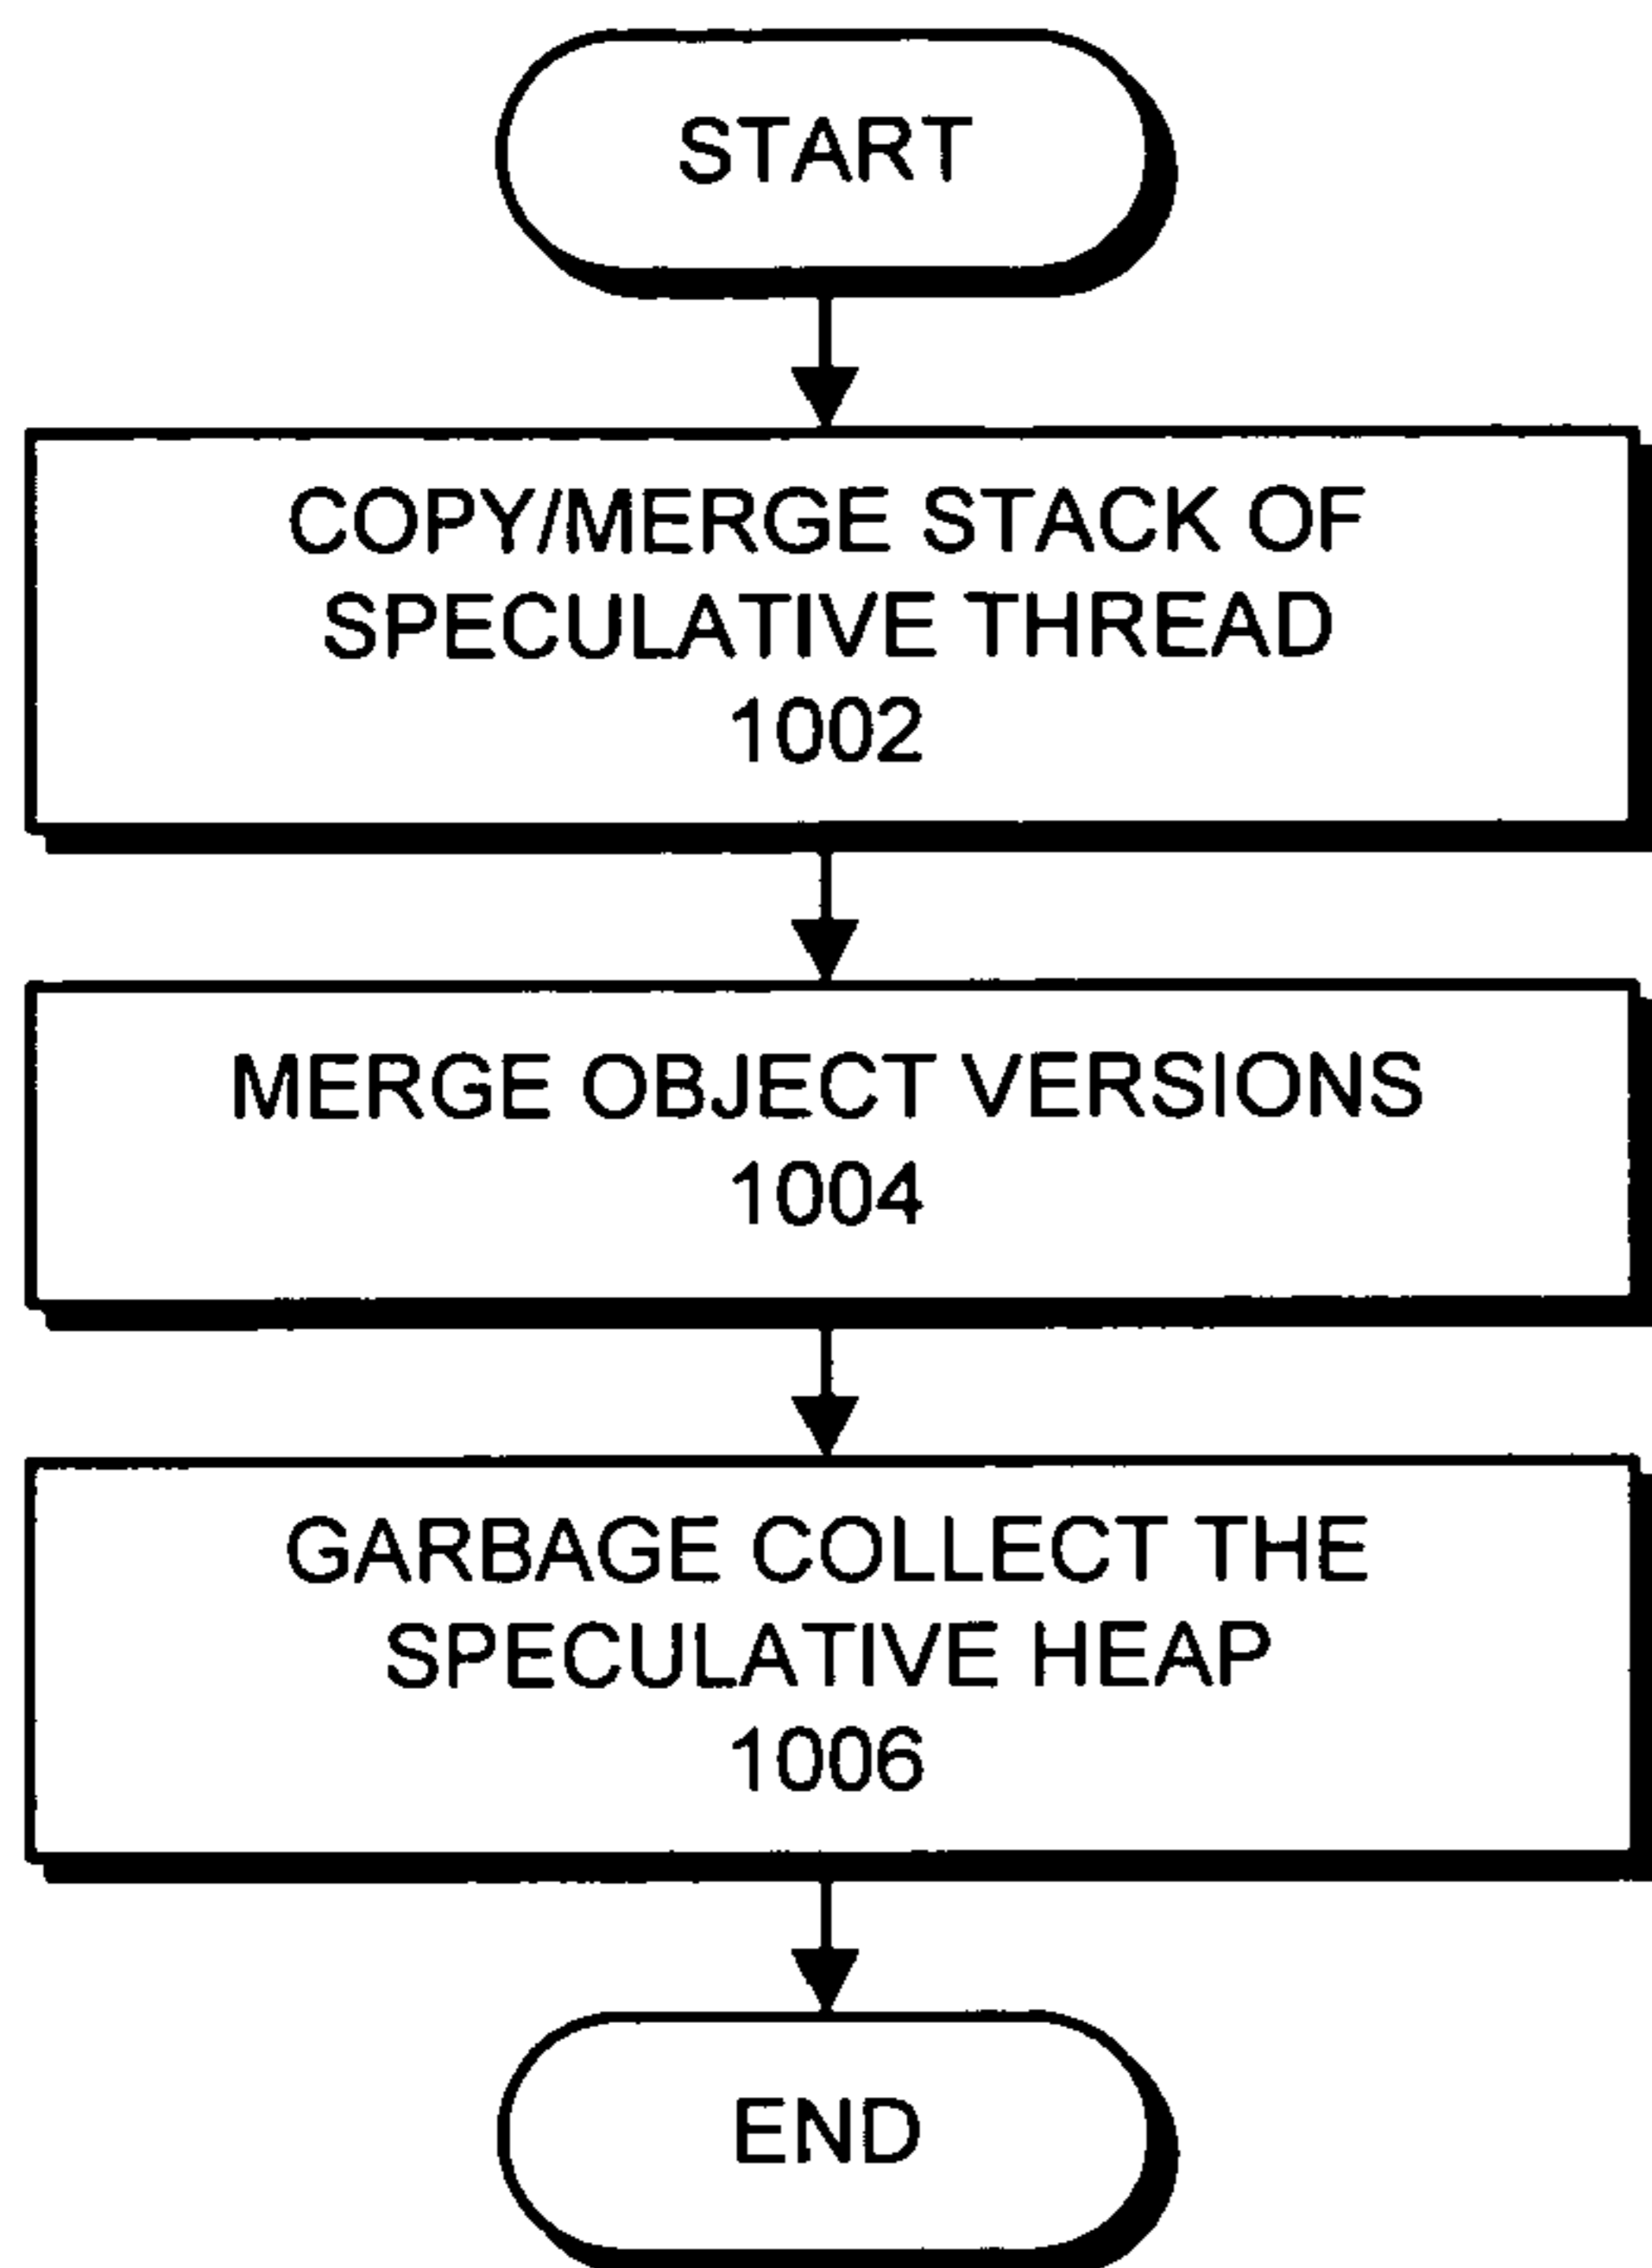 START
COPY/MERGE STACK OF
SPECULATIVE THREAD
1002
MERGE OBJECT VERSIONS
1004
GARBAGE COLLECT THE
SPECULATIVE HEAP
1006
END